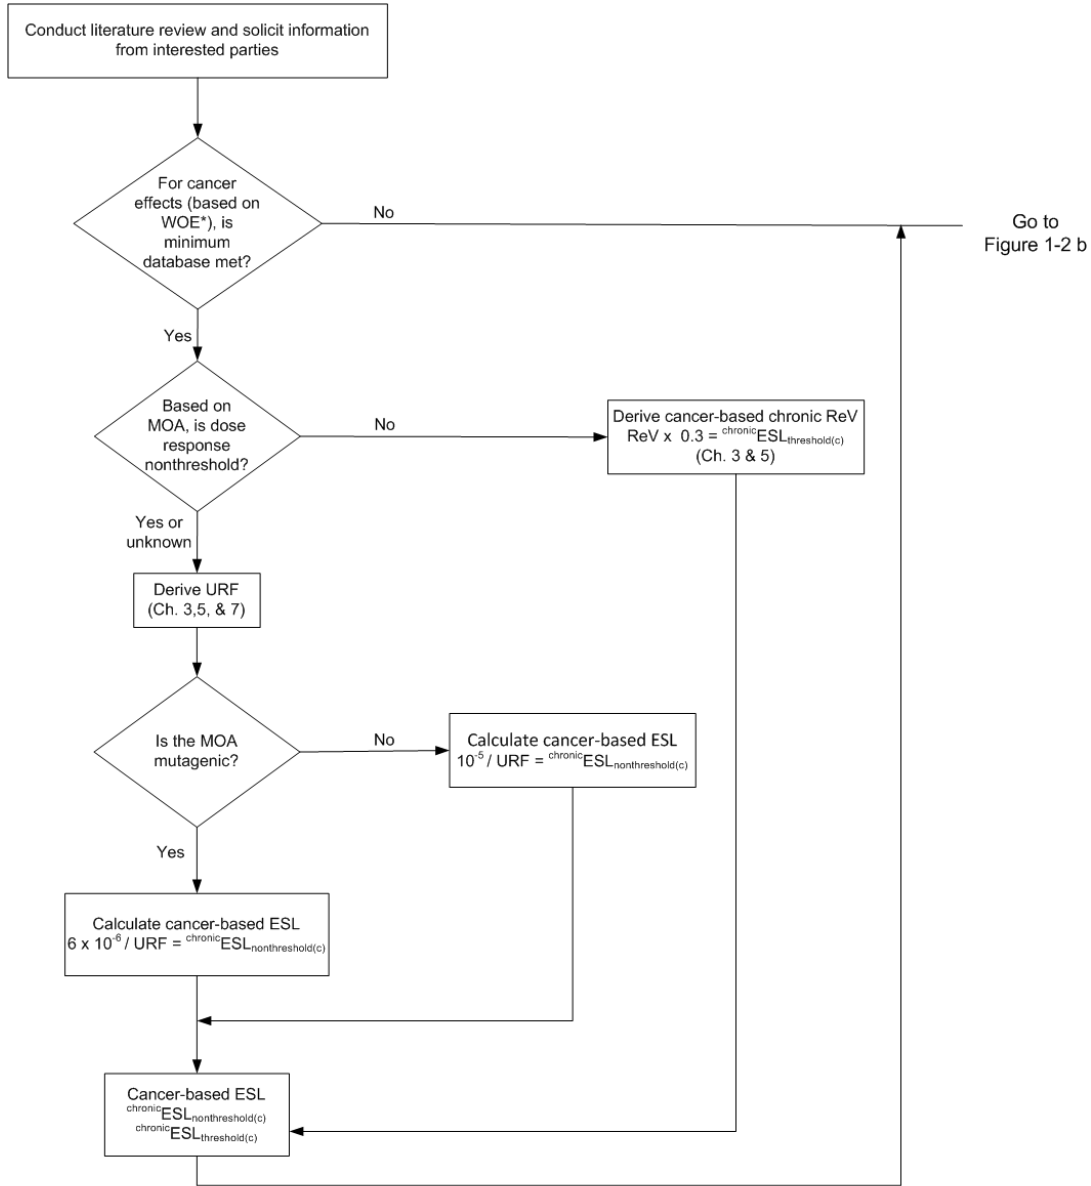 Conduct literature review and solicit information
from interested parties
For cancer
effects (based on
WOE*), is
minimum
database met?
No
Go to
Figure 1-2 b
Yes
Based on
MOA, is dose
response
nonthreshold?
No
Derive cancer-based chronic ReV
ReV x 0.3 = chronicESLthreshold(c)
(Ch. 3 & 5)
Yes or
unknown
Derive URF
(Ch. 3,5, & 7)
Is the MOA
mutagenic?
No
Calculate cancer-based ESL
10-5 / URF = chronicESLnonthreshold(c)
Yes
Calculate cancer-based ESL
6 x 10-6 / URF = chronicESLnonthreshold(c)
Cancer-based ESL
chronicESLnonthreshold(c)
chronicESLthreshold(c)